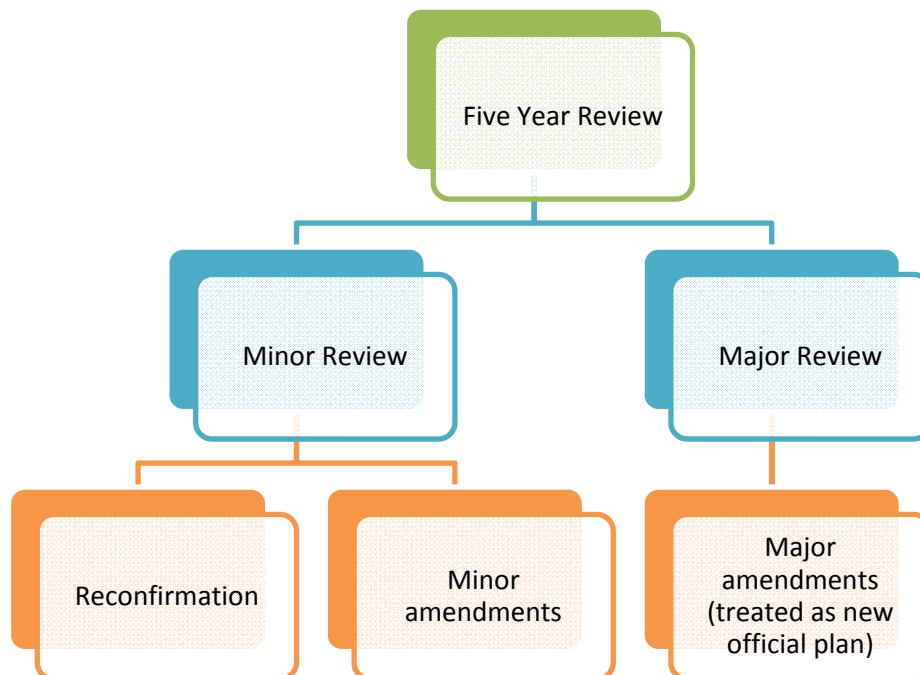 Five Year Review
Minor Review
Major Review
Reconfirmation
Minor
amendments
Major
amendments
(treated as new
official plan)